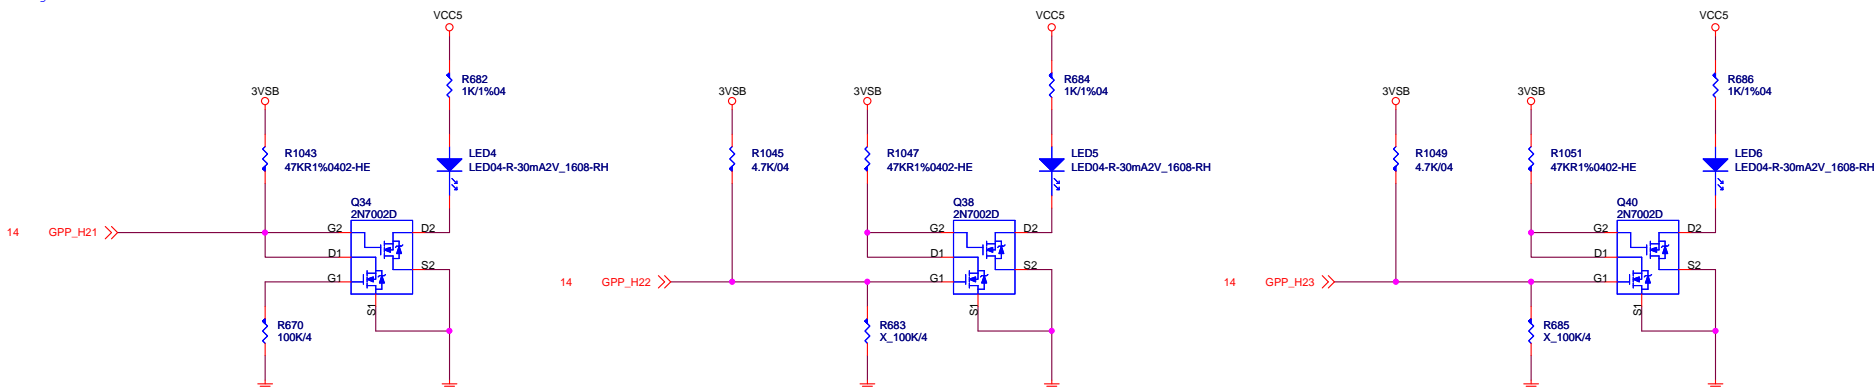 VCC5
R682
1K/1%04
3VSB
R1043
47KR1%0402-HE
LED4
LED04-R-30mA2V_1608-RH
Q34
2N7002D
14 GPP_H21
G2
D2
D1
S2
G1
S1
R670
100K/4
VCC5
R684
1K/1%04
3VSB
3VSB
R1045
4.7K/04
R1047
47KR1%0402-HE
LED5
LED04-R-30mA2V_1608-RH
Q38
2N7002D
G2
D2
D1
S2
14 GPP_H22
G1
S1
R683
X_100K/4
VCC5
R686
1K/1%04
3VSB
3VSB
R1049
4.7K/04
R1051
47KR1%0402-HE
LED6
LED04-R-30mA2V_1608-RH
Q40
2N7002D
G2
D2
D1
S2
14 GPP_H23
G1
S1
R685
X_100K/4